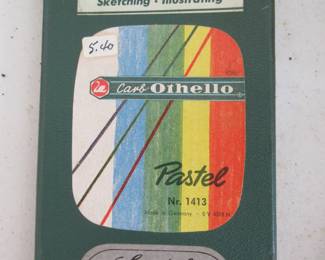 Sketching • Illustrating
5.40
Carb Othello
Pastel
Nr. 1413
Made in Germany